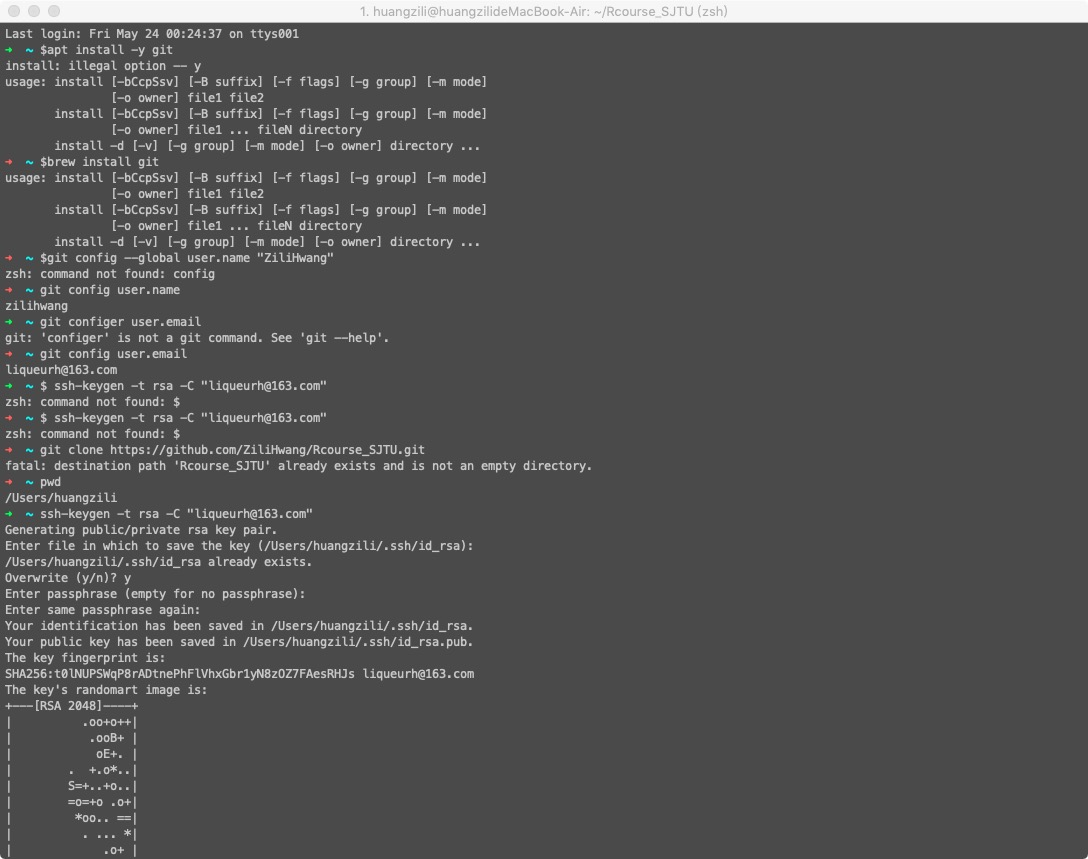 1. huangzili@huangzilideMacBook-Air: ~/Rcourse_SJTU (zsh)
Last login: Fri May 24 00:24:37 on ttys001
➜  ~ $apt install -y git
install: illegal option -- y
usage: install [-bCcpSsv] [-B suffix] [-f flags] [-g group] [-m mode]
               [-o owner] file1 file2
       install [-bCcpSsv] [-B suffix] [-f flags] [-g group] [-m mode]
               [-o owner] file1 ... fileN directory
       install -d [-v] [-g group] [-m mode] [-o owner] directory ...
➜  ~ $brew install git
usage: install [-bCcpSsv] [-B suffix] [-f flags] [-g group] [-m mode]
               [-o owner] file1 file2
       install [-bCcpSsv] [-B suffix] [-f flags] [-g group] [-m mode]
               [-o owner] file1 ... fileN directory
       install -d [-v] [-g group] [-m mode] [-o owner] directory ...
➜  ~ $git config --global user.name "ZiliHwang"
zsh: command not found: config
➜  ~ git config user.name
zilihwang
➜  ~ git configer user.email
git: 'configer' is not a git command. See 'git --help'.
➜  ~ git config user.email
liqueurh@163.com
➜  ~ $ ssh-keygen -t rsa -C "liqueurh@163.com"
zsh: command not found: $
➜  ~ $ ssh-keygen -t rsa -C "liqueurh@163.com"
zsh: command not found: $
➜  ~ git clone https://github.com/ZiliHwang/Rcourse_SJTU.git
fatal: destination path 'Rcourse_SJTU' already exists and is not an empty directory.
➜  ~ pwd
/Users/huangzili
➜  ~ ssh-keygen -t rsa -C "liqueurh@163.com"
Generating public/private rsa key pair.
Enter file in which to save the key (/Users/huangzili/.ssh/id_rsa):
/Users/huangzili/.ssh/id_rsa already exists.
Overwrite (y/n)? y
Enter passphrase (empty for no passphrase):
Enter same passphrase again:
Your identification has been saved in /Users/huangzili/.ssh/id_rsa.
Your public key has been saved in /Users/huangzili/.ssh/id_rsa.pub.
The key fingerprint is:
SHA256:t0lNUPSWqP8rADtnePhFlVhxGbr1yN8zOZ7FAesRHJs liqueurh@163.com
The key's randomart image is:
+---[RSA 2048]----+
|          .oo+o++|
|           .ooB+ |
|            oE+. |
|        .  +.o*..|
|        S=+..+o..|
|        =o=+o .o+|
|         *oo.. ==|
|          . ... *|
|             .o+ |